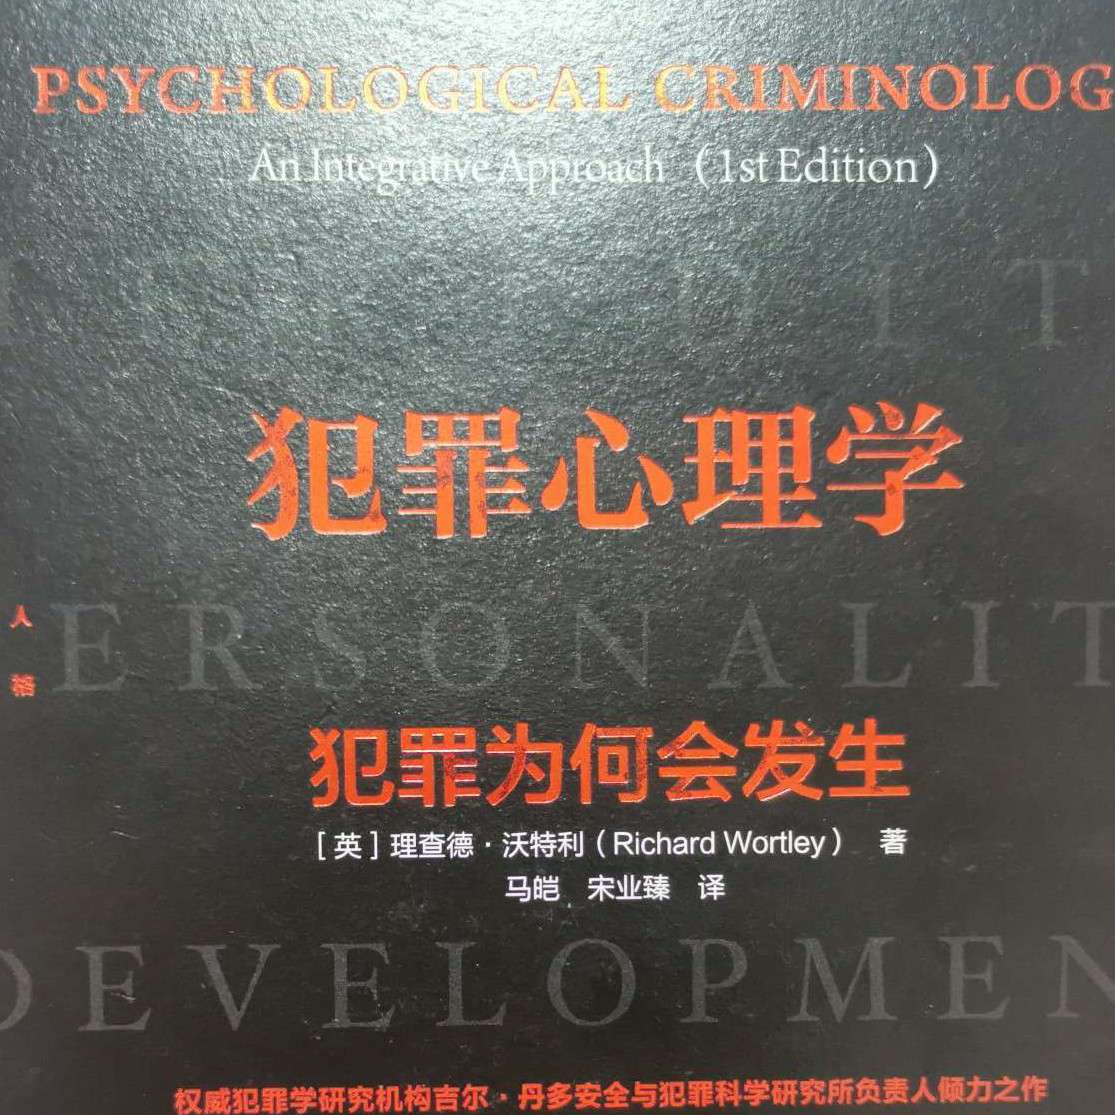 PSYCHOLOGICAL CRIMINOLOG
An Integrative Approach (1st Edition)
D I T
犯罪心理学
人格
ERSONALIT
犯罪为何会发生
[英]理查德·沃特利(Richard Wortley) 著
马皑 宋业臻 译
DEVELOPMEN
权威犯罪学研究机构吉尔·丹多安全与犯罪科学研究所负责人倾力之作